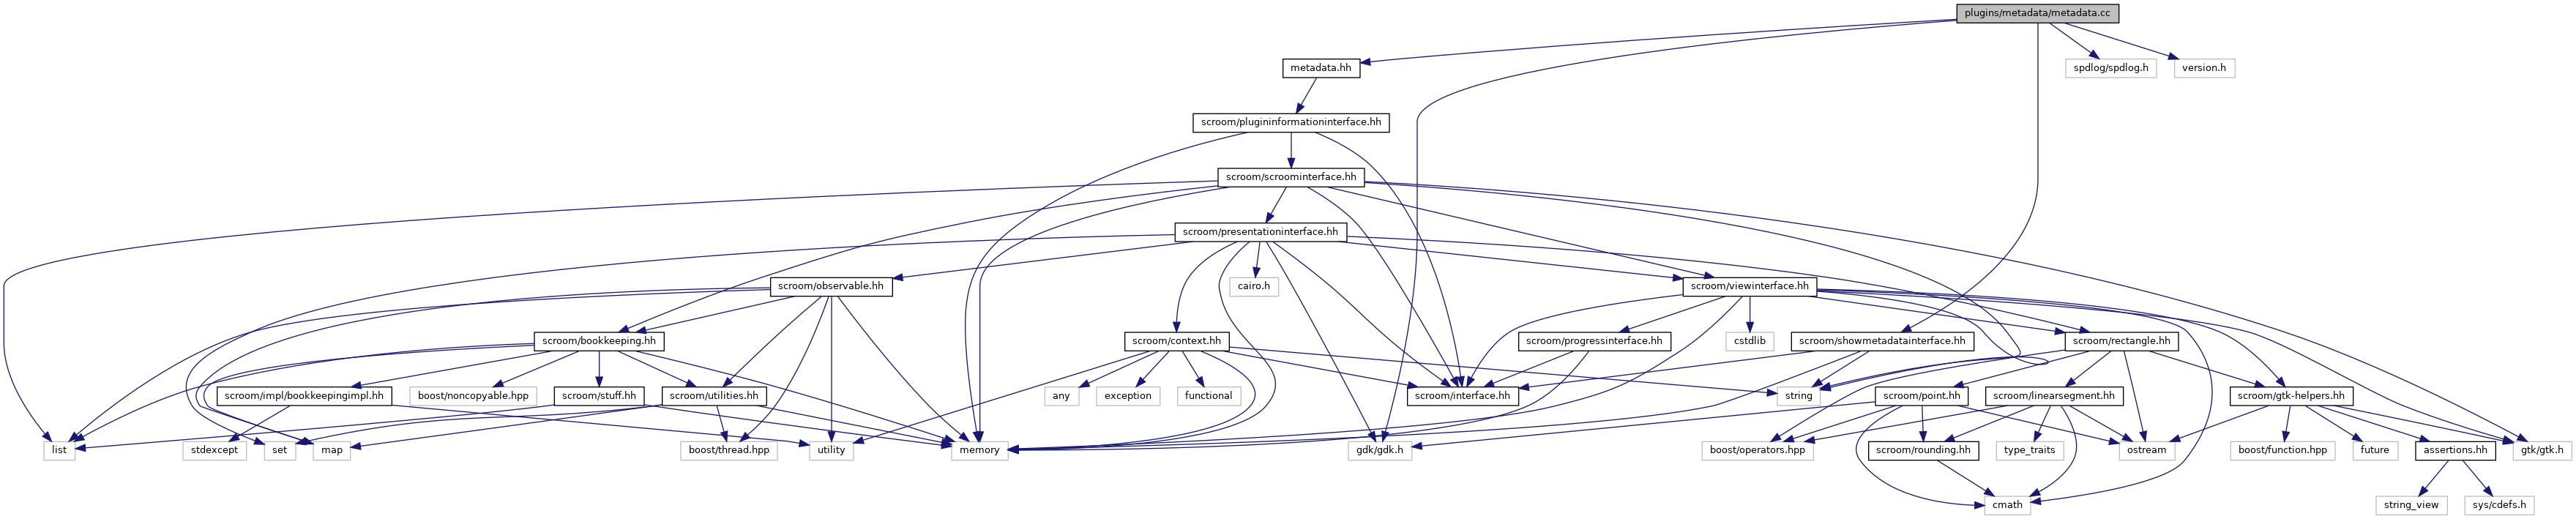 plugins/metadata/metadata.cc
metadata.hh
spdlog/spdlog.h
version.h
scroom/plugininformationinterface.hh
scroom/scroominterface.hh
scroom/presentationinterface.hh
scroom/observable.hh
cairo.h
scroom/viewinterface.hh
scroom/bookkeeping.hh
scroom/context.hh
scroom/progressinterface.hh
cstdlib
scroom/showmetadatainterface.hh
scroom/rectangle.hh
scroom/impl/bookkeepingimpl.hh
boost/noncopyable.hpp
scroom/stuff.hh
scroom/utilities.hh
any
exception
functional
scroom/interface.hh
string
scroom/point.hh
scroom/linearsegment.hh
scroom/gtk-helpers.hh
list
stdexcept
set
map
boost/thread.hpp
utility
memory
gdk/gdk.h
boost/operators.hpp
scroom/rounding.hh
type_traits
ostream
boost/function.hpp
future
assertions.hh
gtk/gtk.h
cmath
string_view
sys/cdefs.h